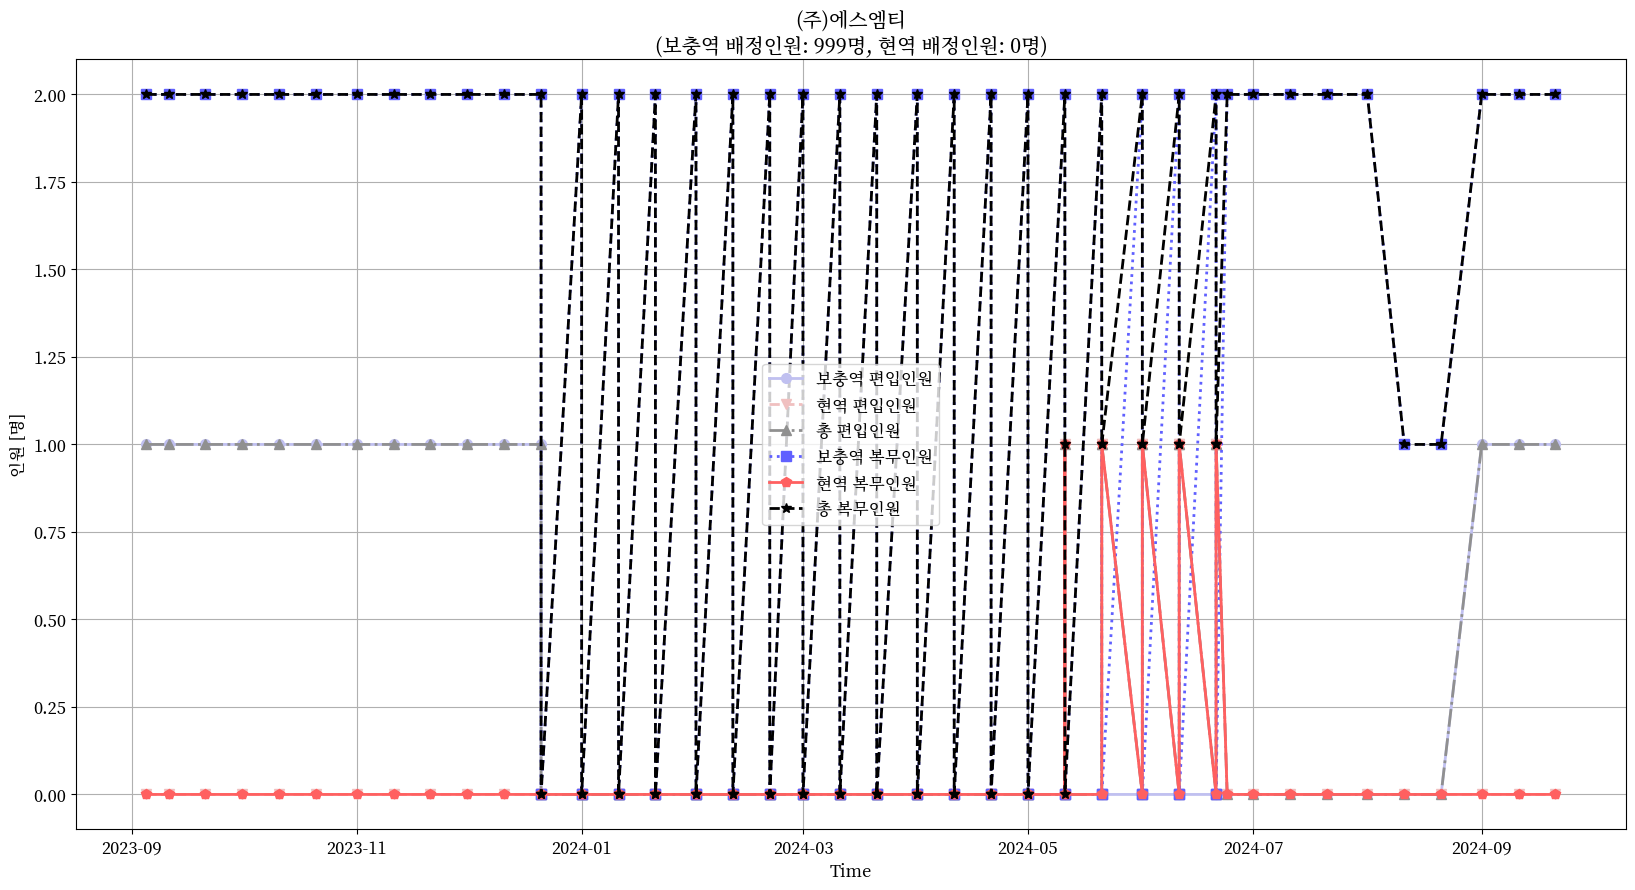 (주)에스엠티
(보충역 배정인원: 999명, 현역 배정인원: 0명)
인원 [명]
2.00
1.75
1.50
1.25
1.00
0.75
0.50
0.25
0.00
보충역 편입인원
현역 편입인원
총 편입인원
보충역 복무인원
현역 복무인원
총 복무인원
2023-09
2023-11
2024-01
2024-03
2024-05
2024-07
2024-09
Time